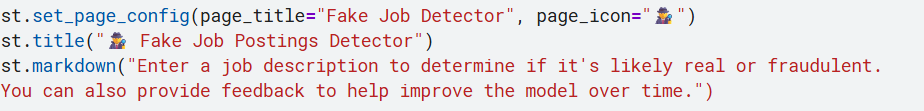 st.set_page_config(page_title="Fake Job Detector", page_icon="🕵️")
st.title("🕵️ Fake Job Postings Detector")
st.markdown("Enter a job description to determine if it's likely real or fraudulent.
You can also provide feedback to help improve the model over time.")